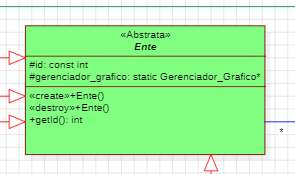 «Abstrata»
Ente
#id: const int
#gerenciador_grafico: static Gerenciador_Grafico*
«create»+Ente()
«destroy»+Ente()
+getId(): int
*